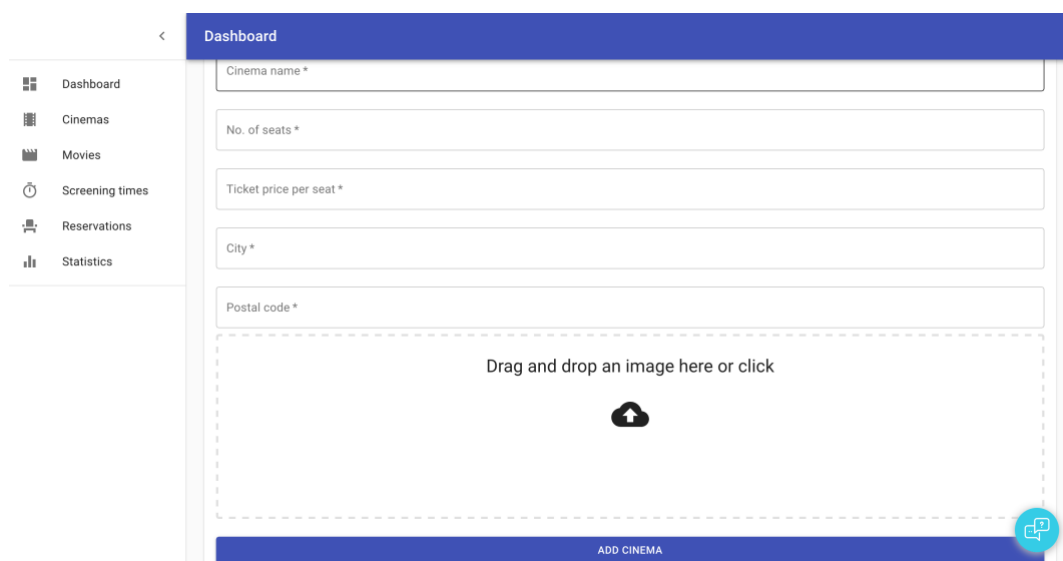 Dashboard
Dashboard
Cinemas
Movies
Screening times
Reservations
Statistics
Cinema name *
No. of seats *
Ticket price per seat *
City *
Postal code *
Drag and drop an image here or click
ADD CINEMA